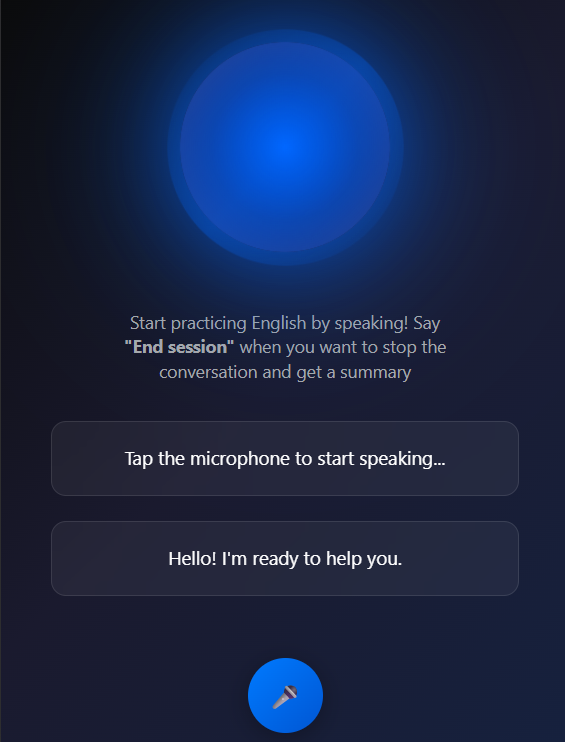 Start practicing English by speaking! Say
"End session" when you want to stop the
conversation and get a summary
Tap the microphone to start speaking...
Hello! I'm ready to help you.